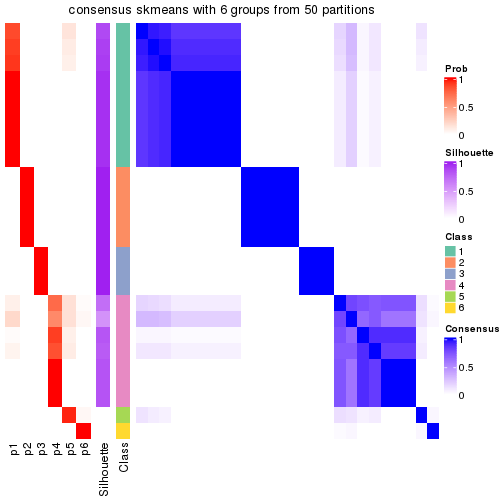 consensus skmeans with 6 groups from 50 partitions
Prob
1
0.5
0
Silhouette
1
0.5
0
Class
1
2
3
4
5
6
Consensus
1
0.5
0
p1
p2
p3
p4
p5
p6
Silhouette
Class